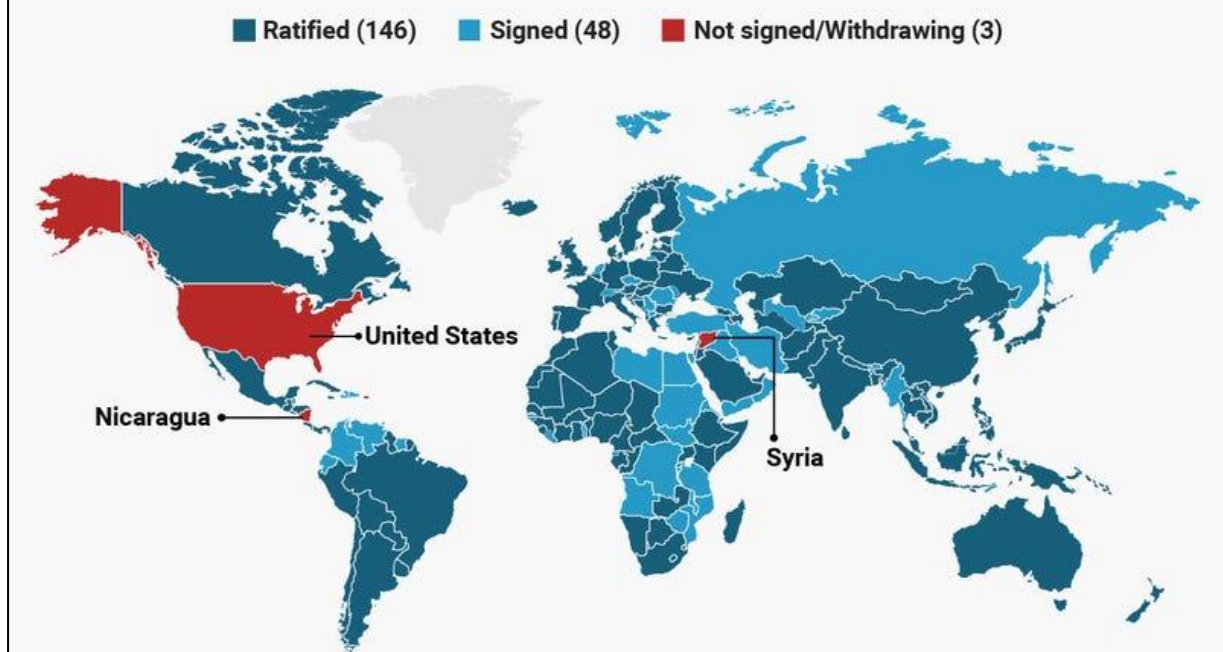 Ratified (146) Signed (48) Not signed/Withdrawing (3)
United States
Nicaragua
Syria